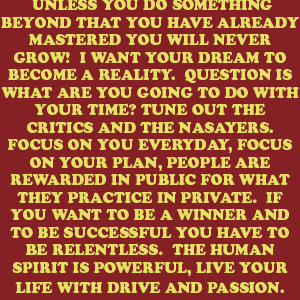 UNLESS YOU DO SOMETHING
BEYOND THAT YOU HAVE ALREADY
MASTERED YOU WILL NEVER
GROW! I WANT YOUR DREAM TO
BECOME A REALITY. QUESTION IS
WHAT ARE YOU GOING TO DO WITH
YOUR TIME? TUNE OUT THE
CRITICS AND THE NASAYERS.
FOCUS ON YOU EVERYDAY, FOCUS
ON YOUR PLAN, PEOPLE ARE
REWARDED IN PUBLIC FOR WHAT
THEY PRACTICE IN PRIVATE. IF
YOU WANT TO BE A WINNER AND
TO BE SUCCESSFUL YOU HAVE TO
BE RELENTLESS. THE HUMAN
SPIRIT IS POWERFUL, LIVE YOUR
LIFE WITH DRIVE AND PASSION.